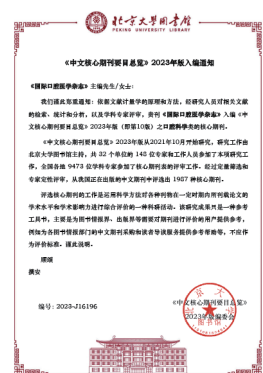 北京大学图书馆
PEKING UNIVERSITY LIBRARY
《中文核心期刊要目总览》2023年版入编通知
《国际口腔医学杂志》主编先生/女士:
我们谨此郑重通知:依据文献计量学的原理和方法,经研究人员对相关文献
的检索、统计和分析,以及学科专家评审,贵刊《国际口腔医学杂志》入编《中
文核心期刊要目总览》2023年版(即第10版)之口腔科学类的核心期刊。
《中文核心期刊要目总览》2023年版从2021年10月开始研究,研究工作由
北京大学图书馆主持,共32个单位的148位专家和工作人员参加了本项研究工
作,全国各地9473位学科专家参加了核心期刊表的评审工作。经过定量筛选和
专家定性评审,从我国正在出版的中文期刊中评选出1987种核心期刊。
评选核心期刊的工作是运用科学方法对各种刊物在一定时期内所刊载论文的
学术水平和学术影响力进行综合评价的一种科研活动。该研究成果只是一种参考
工具书,主要是为图书情报界、出版界等需要对期刊进行评价的用户提供参考,
例如为各图书情报部门的中文期刊采购和读者导读服务提供参考帮助等,不应作
为评价标准。谨此说明。
顺颂
撰安
编号:2023-J16196
《中文核心期刊要目总览》
2023年版编委会